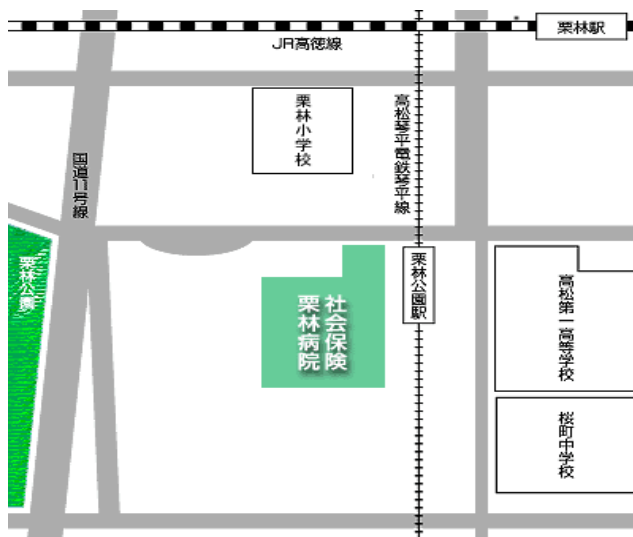 栗林駅
JR高徳線
栗林小学校
高松琴平電鉄琴平線
国道11号線
栗林公園
栗林公園駅
社会保険
栗林病院
高松第一高等学校
桜町中学校